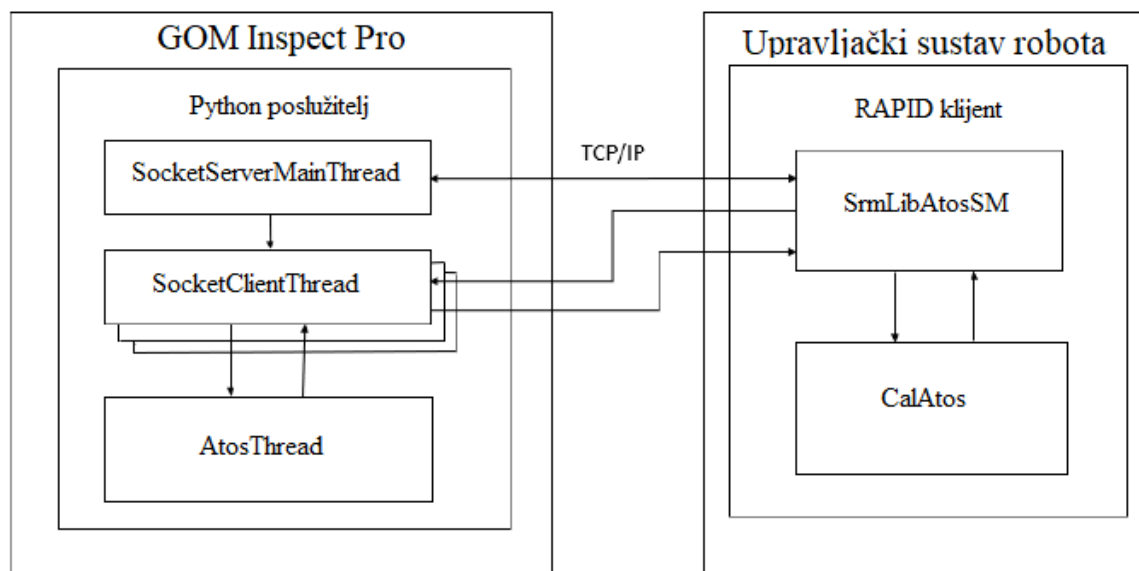 GOM Inspect Pro
Python poslužitelj
SocketServerMainThread
SocketClientThread
AtosThread
TCP/IP
Upravljački sustav robota
RAPID klijent
SrmLibAtosSM
CalAtos